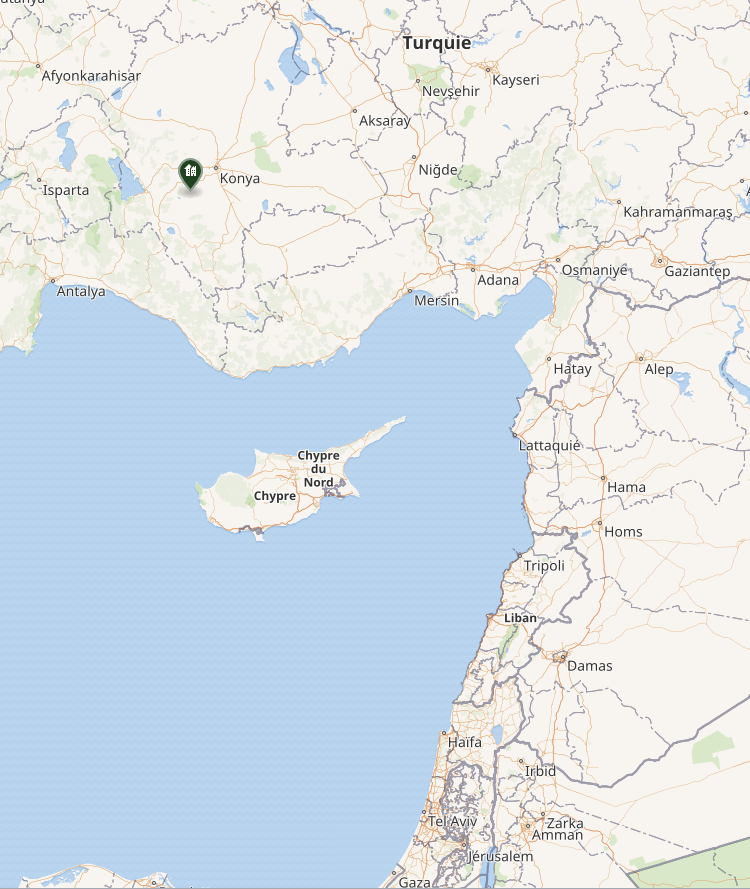 Turquie
Afyonkarahisar
Kayseri
Nevşehir
Aksaray
Niğde
Konya
Isparta
Kahramanmaraş
Osmaniye
Gaziantep
Adana
Antalya
Mersin
Hatay
Alep
Lattaquié
Chypre
du
Nord
Chypre
Hama
Homs
Tripoli
Liban
Damas
Haïfa
Irbid
Tel Aviv
Zarka
Amman
Jérusalem
Gaza